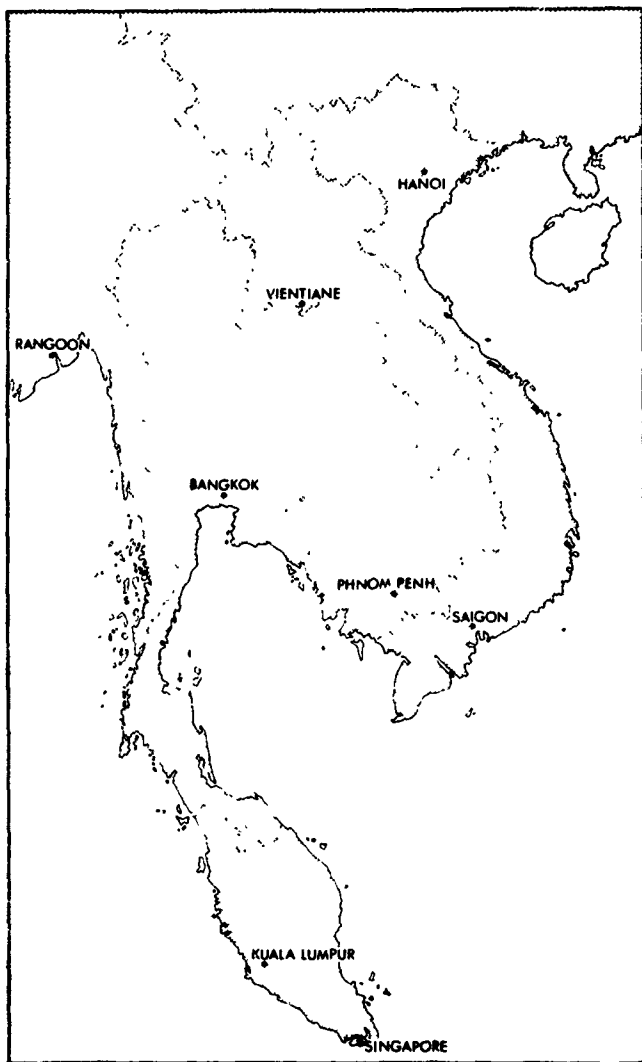 HANOI
VIENTIANE
RANGOON
BANGKOK
PHNOM PENH
SAIGON
KUALA LUMPUR
SINGAPORE